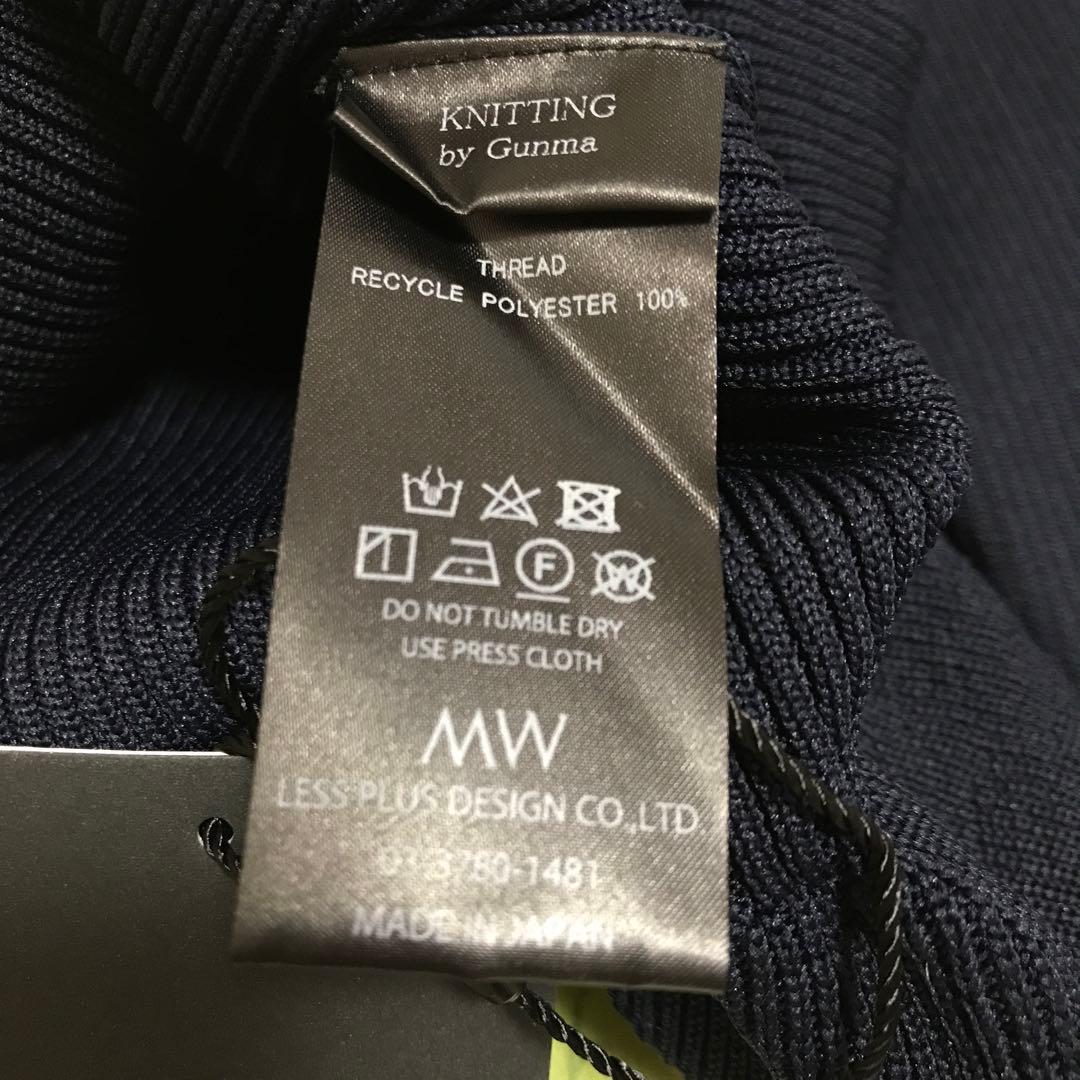 KNITTING
by Gunma
THREAD
RECYCLE POLYESTER 100%
F W
DO NOT TUMBLE DRY
USE PRESS CLOTH
MW
LESS PLUS DESIGN CO.,LTD
03-3780-1481
MADE IN JAPAN